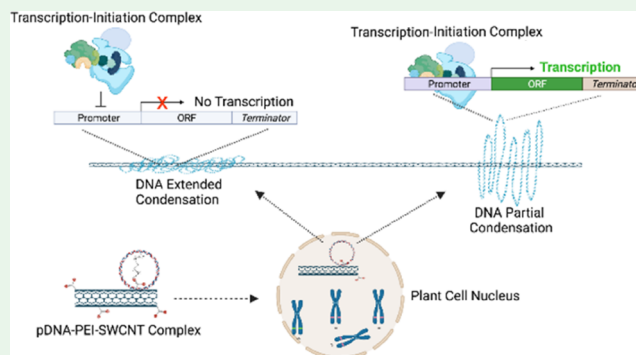 Transcription-Initiation Complex
No Transcription
Promoter ORF Terminator
DNA Extended
Condensation
Transcription-Initiation Complex
Transcription
Promoter ORF Terminator
DNA Partial
Condensation
pDNA-PEI-SWCNT Complex
Plant Cell Nucleus